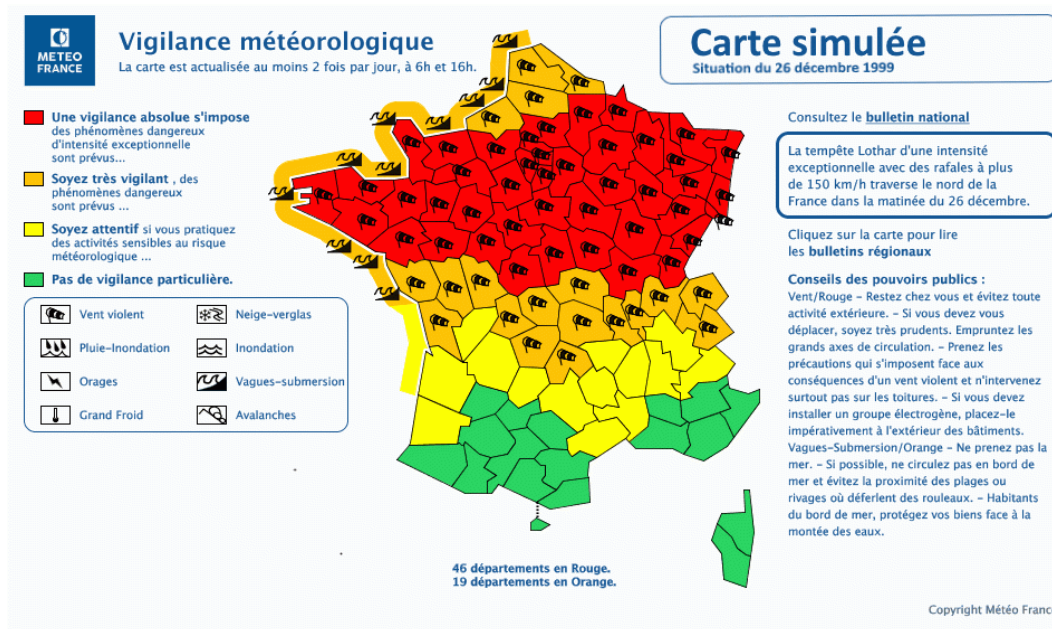 METEO
FRANCE
Vigilance météorologique
La carte est actualisée au moins 2 fois par jour, à 6h et 16h.
Carte simulée
Situation du 26 décembre 1999
Une vigilance absolue s'impose
des phénomènes dangereux
d'intensité exceptionnelle
sont prévus...
Soyez très vigilant , des
phénomènes dangereux
sont prévus ...
Soyez attentif si vous pratiquez
des activités sensibles au risque
météorologique ...
Pas de vigilance particulière.
Vent violent
Neige-verglas
Pluie-Inondation
Inondation
Orages
Vagues-submersion
Grand Froid
Avalanches
Consultez le bulletin national
La tempête Lothar d'une intensité
exceptionnelle avec des rafales à plus
de 150 km/h traverse le nord de la
France dans la matinée du 26 décembre.
Cliquez sur la carte pour lire
les bulletins régionaux
Conseils des pouvoirs publics :
Vent/Rouge – Restez chez vous et évitez toute
activité extérieure. – Si vous devez vous
déplacer, soyez très prudents. Empruntez les
grands axes de circulation. – Prenez les
précautions qui s'imposent face aux
conséquences d'un vent violent et n'intervenez
surtout pas sur les toitures. – Si vous devez
installer un groupe électrogène, placez-le
impérativement à l'extérieur des bâtiments.
Vagues-Submersion/Orange – Ne prenez pas la
mer. – Si possible, ne circulez pas en bord de
mer et évitez la proximité des plages ou
rivages où déferlent des rouleaux. – Habitants
du bord de mer, protégez vos biens face à la
montée des eaux.
46 départements en Rouge.
19 départements en Orange.
Copyright Météo France